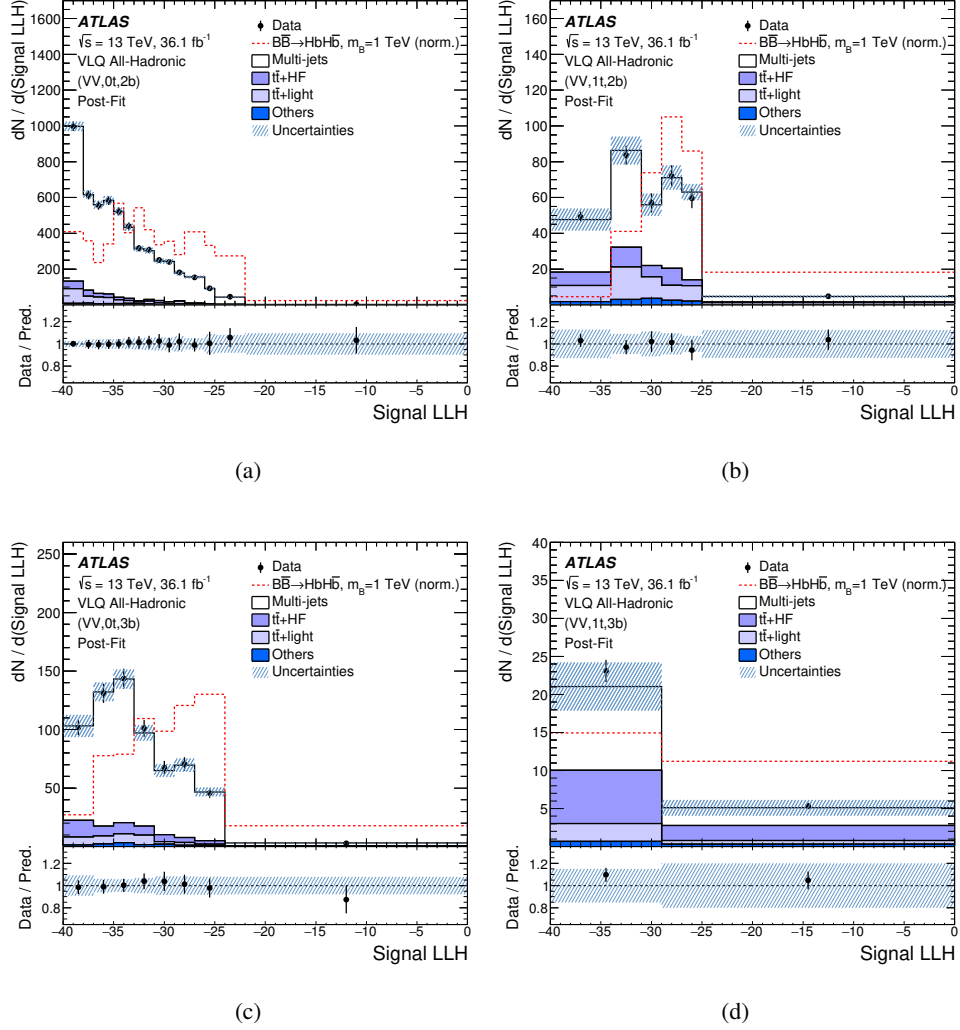 dN / d(Signal LLH)
1600
1400
1200
1000
800
600
400
200
ATLAS
√s = 13 TeV, 36.1 fb⁻¹
VLQ All-Hadronic
(VV,0t,2b)
Post-Fit
Data
BB̅→HbHb̅, m_B=1 TeV (norm.)
Multi-jets
tt̅+HF
tt̅+light
Others
Uncertainties
Data / Pred.
1.2
1
0.8
−40 −35 −30 −25 −20 −15 −10 −5 0
Signal LLH
(a)
dN / d(Signal LLH)
160
140
120
100
80
60
40
20
ATLAS
√s = 13 TeV, 36.1 fb⁻¹
VLQ All-Hadronic
(VV,1t,2b)
Post-Fit
Data
BB̅→HbHb̅, m_B=1 TeV (norm.)
Multi-jets
tt̅+HF
tt̅+light
Others
Uncertainties
Data / Pred.
1.2
1
0.8
−40 −35 −30 −25 −20 −15 −10 −5 0
Signal LLH
(b)
dN / d(Signal LLH)
250
200
150
100
50
ATLAS
√s = 13 TeV, 36.1 fb⁻¹
VLQ All-Hadronic
(VV,0t,3b)
Post-Fit
Data
BB̅→HbHb̅, m_B=1 TeV (norm.)
Multi-jets
tt̅+HF
tt̅+light
Others
Uncertainties
Data / Pred.
1.2
1
0.8
−40 −35 −30 −25 −20 −15 −10 −5 0
Signal LLH
(c)
dN / d(Signal LLH)
40
35
30
25
20
15
10
5
ATLAS
√s = 13 TeV, 36.1 fb⁻¹
VLQ All-Hadronic
(VV,1t,3b)
Post-Fit
Data
BB̅→HbHb̅, m_B=1 TeV (norm.)
Multi-jets
tt̅+HF
tt̅+light
Others
Uncertainties
Data / Pred.
1.2
1
0.8
−40 −35 −30 −25 −20 −15 −10 −5 0
Signal LLH
(d)